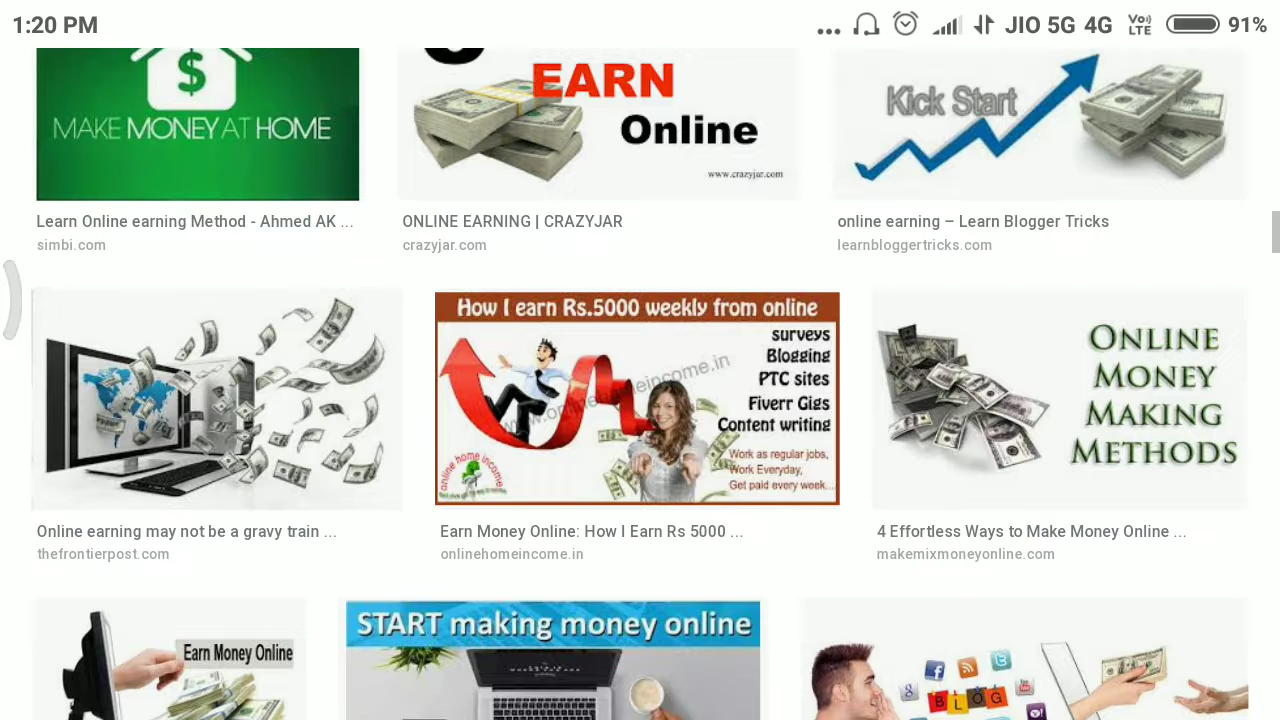 1:20 PM
... JIO 5G 4G Vo)) LTE 91%
$
MAKE MONEY AT HOME
EARN
Online
www.crazyjar.com
Kick Start
Learn Online earning Method - Ahmed AK ...
simbi.com
ONLINE EARNING | CRAZYJAR
crazyjar.com
online earning – Learn Blogger Tricks
learnbloggertricks.com
How I earn Rs.5000 weekly from online
surveys
Blogging
PTC sites
Fiverr Gigs
Content writing
Work as regular jobs,
Work Everyday,
Get paid every week...
online home income
ONLINE
MONEY
MAKING
METHODS
Online earning may not be a gravy train ...
thefrontierpost.com
Earn Money Online: How I Earn Rs 5000 ...
onlinehomeincome.in
4 Effortless Ways to Make Money Online ...
makemixmoneyonline.com
Earn Money Online
START making money online
BLOG